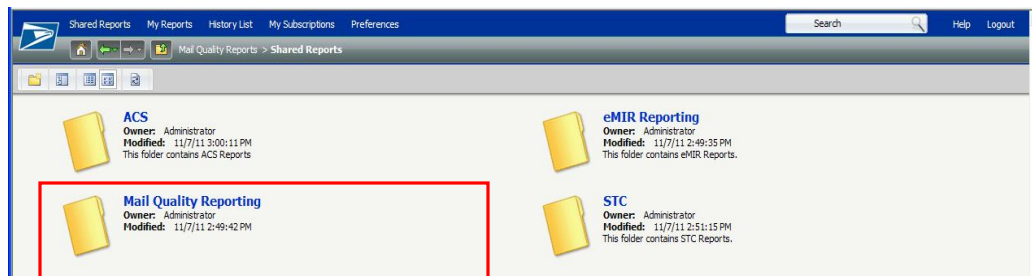 Shared Reports My Reports History List My Subscriptions Preferences Search Help Logout
Mail Quality Reports > Shared Reports
ACS
Owner: Administrator
Modified: 11/7/11 3:00:11 PM
This folder contains ACS Reports
eMIR Reporting
Owner: Administrator
Modified: 11/7/11 2:49:35 PM
This folder contains eMIR Reports.
Mail Quality Reporting
Owner: Administrator
Modified: 11/7/11 2:49:42 PM
STC
Owner: Administrator
Modified: 11/7/11 2:51:15 PM
This folder contains STC Reports.